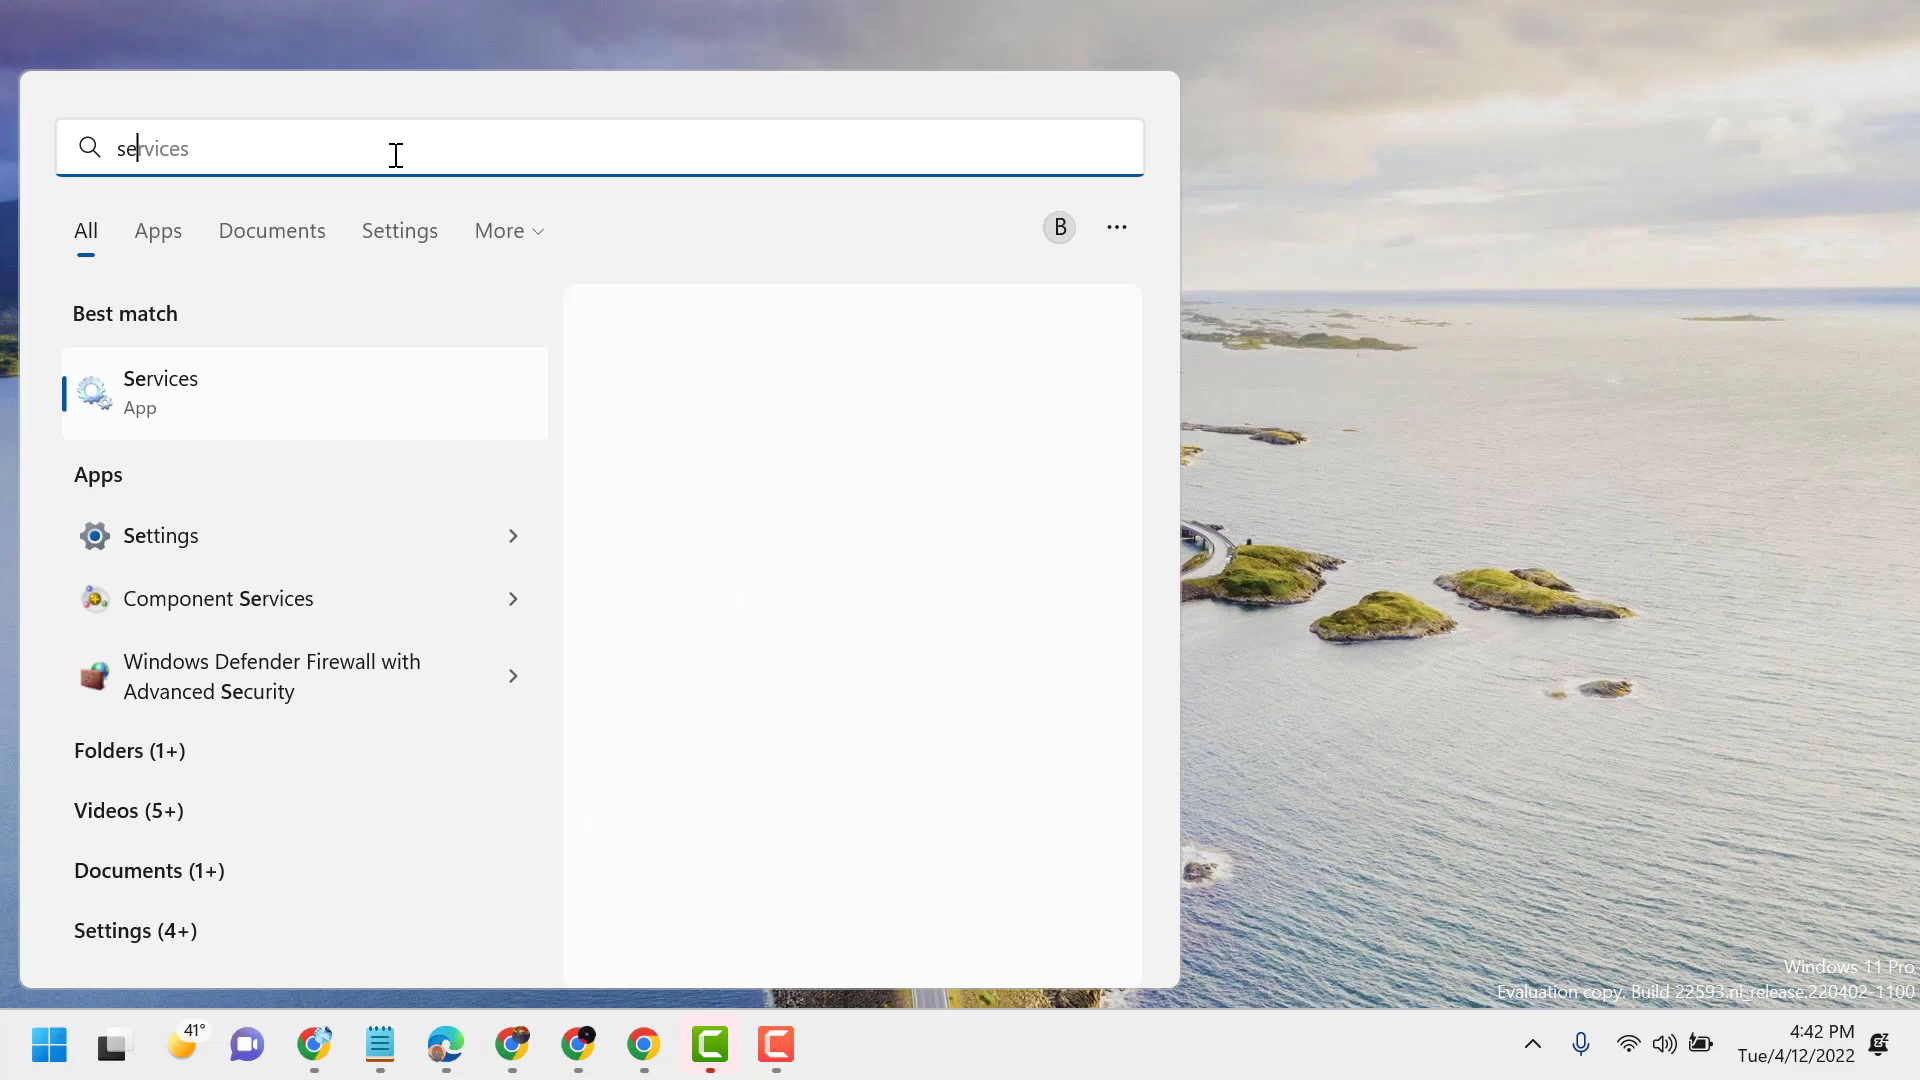 services
All Apps Documents Settings More
B
Best match
Services
App
Apps
Settings
Component Services
Windows Defender Firewall with
Advanced Security
Folders (1+)
Videos (5+)
Documents (1+)
Settings (4+)
Windows 11 Pro
Evaluation copy. Build 22593.ni_release.220402-1100
41°
4:42 PM
Tue/4/12/2022